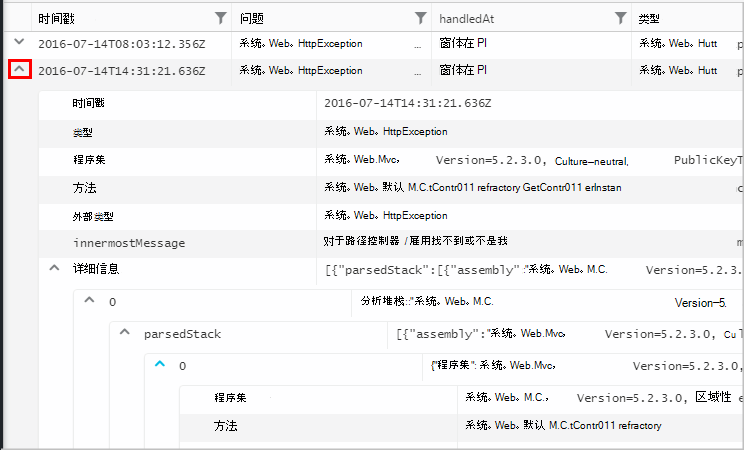 时间戳 问题 handledAt 类型
2016-07-14T08:03:12.356Z 系统。Web。HttpException ... 窗体在 PI 系统。Web。Hutt p
2016-07-14T14:31:21.636Z 系统。Web。HttpException ... 窗体在 PI 系统。Web。Hutt p
时间戳 2016-07-14T14:31:21.636Z
类型 系统。Web。HttpException
程序集 系统。Web.Mvc, Version=5.2.3.0, Culture—neutral, PublicKeyT
方法 系统。Web。默认 M.C.tContr011 refractory GetContr011 erInstan c
外部类型 系统。Web。HttpException
innermostMessage 对于路径控制器 /雇用找不到或不是我 m
详细信息 [{"parsedStack":[{"assembly":"系统。Web。M.C. Version=5.2.3.
0 分析堆栈:"系统。Web。M.C. Version—5.
parsedStack [{"assembly":"系统。Web.Mvc, Version=5.2.3.0, Cul
0 {"程序集": 系统。Web.Mvc, Version=5.2.3.0,
程序集 系统。Web。M.C., Version=5.2.3.0, 区域性 e
方法 系统。Web。默认 M.C.tContr011 refractory